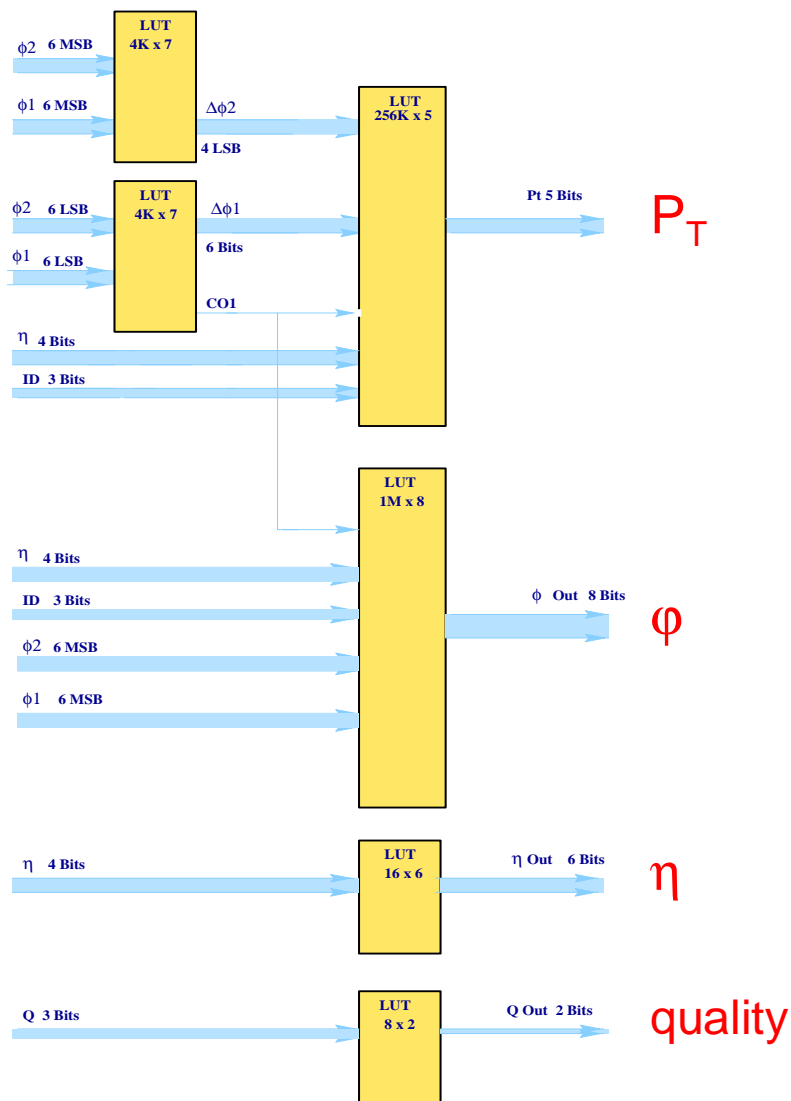 LUT
4K x 7
ϕ2 6 MSB
ϕ1 6 MSB
Δϕ2
4 LSB
LUT
256K x 5
Pt 5 Bits
P_T
LUT
4K x 7
ϕ2 6 LSB
Δϕ1
6 Bits
ϕ1 6 LSB
CO1
η 4 Bits
ID 3 Bits
LUT
1M x 8
η 4 Bits
ID 3 Bits
ϕ2 6 MSB
ϕ1 6 MSB
ϕ Out 8 Bits
φ
LUT
16 x 6
η 4 Bits
η Out 6 Bits
η
LUT
8 x 2
Q 3 Bits
Q Out 2 Bits
quality